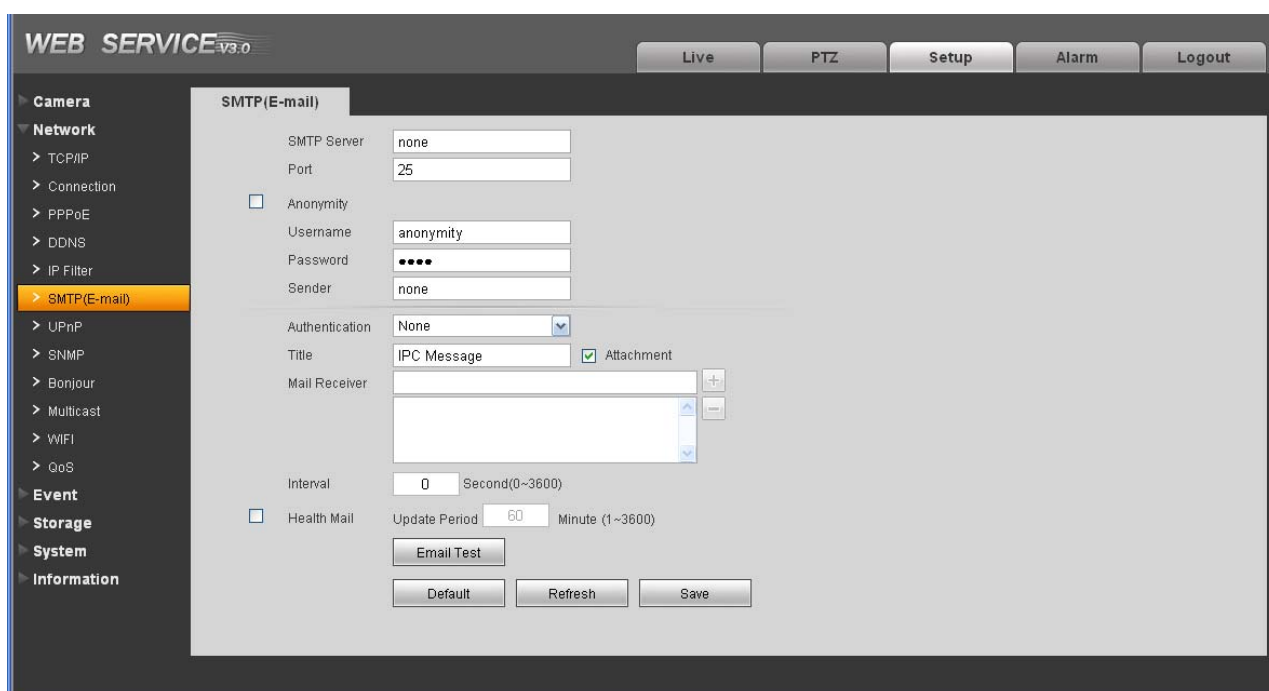 WEB SERVICE V3.0
Live PTZ Setup Alarm Logout
Camera
Network
> TCP/IP
> Connection
> PPPoE
> DDNS
> IP Filter
> SMTP(E-mail)
> UPnP
> SNMP
> Bonjour
> Multicast
> WIFI
> QoS
Event
Storage
System
Information
SMTP(E-mail)
SMTP Server none
Port 25
Anonymity
Username anonymity
Password ●●●●
Sender none
Authentication None
Title IPC Message Attachment
Mail Receiver +
−
Interval 0 Second(0~3600)
Health Mail Update Period 60 Minute (1~3600)
Email Test
Default Refresh Save